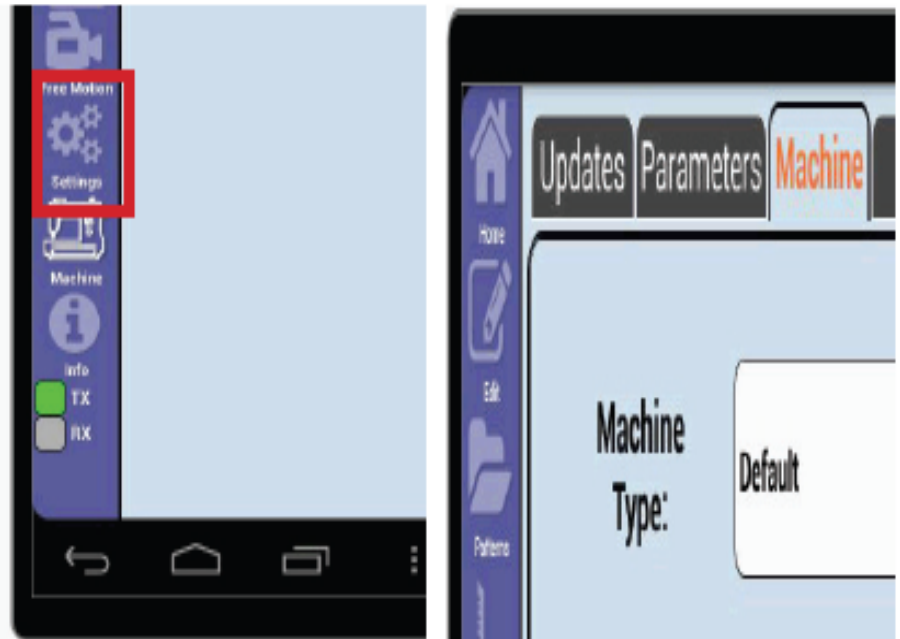 Free Motion
Settings
Machine
Info
TX
RX
Updates Parameters Machine
Home
Edit
Patterns
Machine
Type:
Default